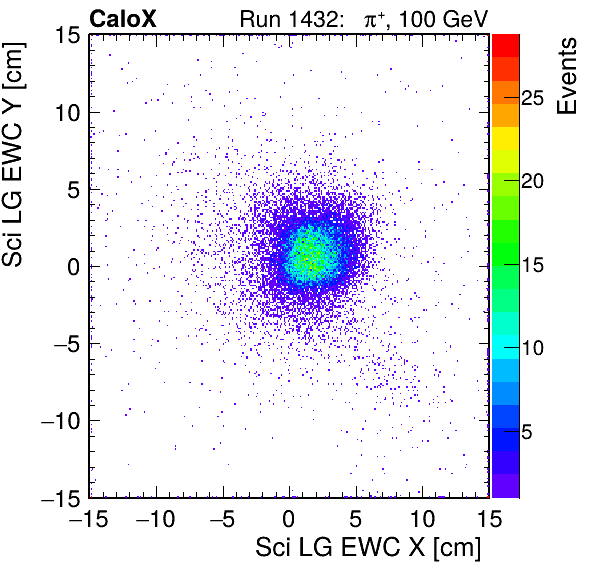 CaloX Run 1432: π⁺, 100 GeV
Events
Sci LG EWC Y [cm]
15
10
5
0
−5
−10
−15
25
20
15
10
5
−15 −10 −5 0 5 10 15
Sci LG EWC X [cm]